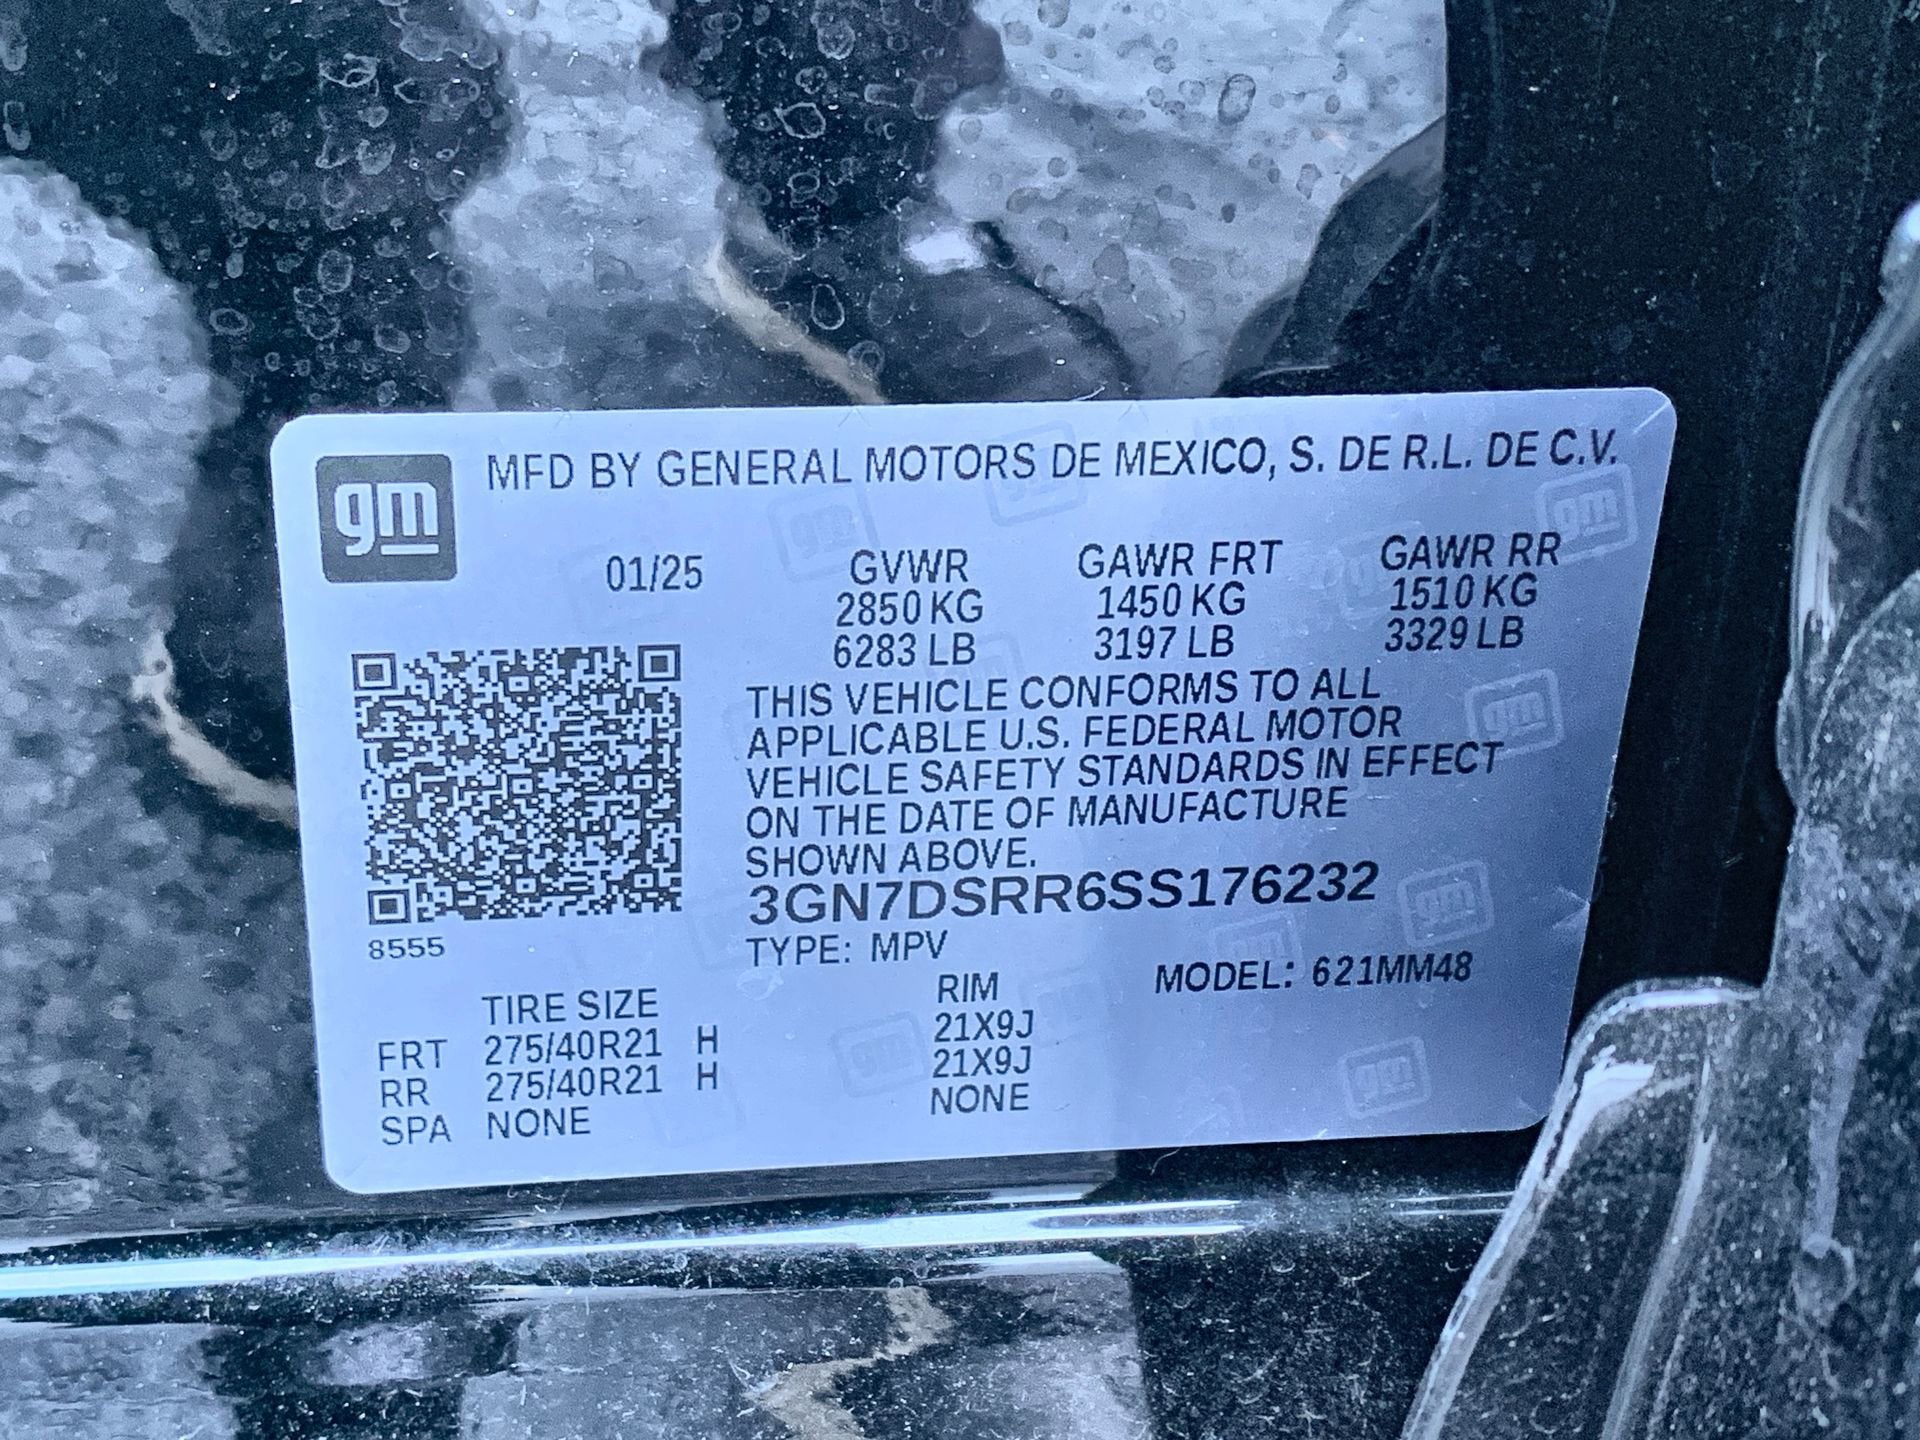 gm
MFD BY GENERAL MOTORS DE MEXICO, S. DE R.L. DE C.V.
01/25 GVWR GAWR FRT GAWR RR
2850 KG 1450 KG 1510 KG
6283 LB 3197 LB 3329 LB
THIS VEHICLE CONFORMS TO ALL
APPLICABLE U.S. FEDERAL MOTOR
VEHICLE SAFETY STANDARDS IN EFFECT
ON THE DATE OF MANUFACTURE
SHOWN ABOVE.
3GN7DSRR6SS176232
8555
TYPE: MPV MODEL: 621MM48
TIRE SIZE RIM
FRT 275/40R21 H 21X9J
RR 275/40R21 H 21X9J
SPA NONE NONE